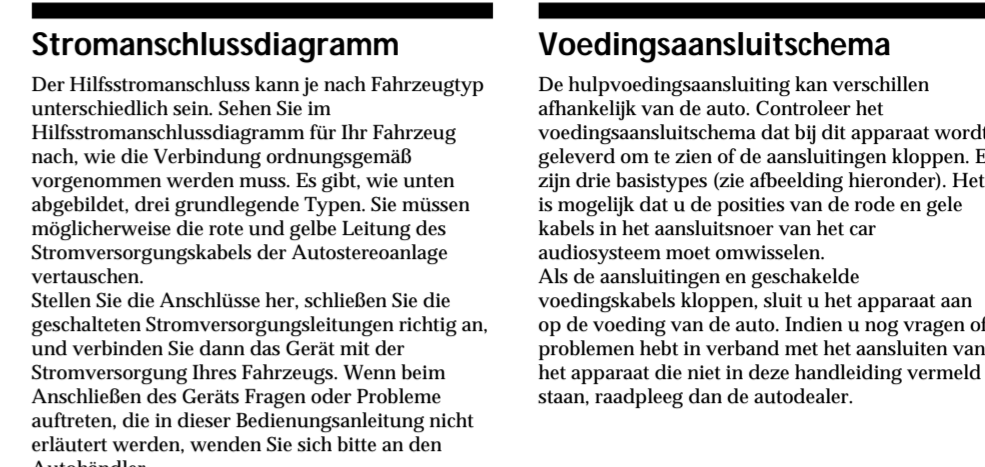 Stromanschlussdiagramm
Der Hilfsstromanschluss kann je nach Fahrzeugtyp
unterschiedlich sein. Sehen Sie im
Hilfsstromanschlussdiagramm für Ihr Fahrzeug
nach, wie die Verbindung ordnungsgemäß
vorgenommen werden muss. Es gibt, wie unten
abgebildet, drei grundlegende Typen. Sie müssen
möglicherweise die rote und gelbe Leitung des
Stromversorgungskabels der Autostereoanlage
vertauschen.
Stellen Sie die Anschlüsse her, schließen Sie die
geschalteten Stromversorgungsleitungen richtig an,
und verbinden Sie dann das Gerät mit der
Stromversorgung Ihres Fahrzeugs. Wenn beim
Anschließen des Geräts Fragen oder Probleme
auftreten, die in dieser Bedienungsanleitung nicht
erläutert werden, wenden Sie sich bitte an den
Autohändler
Voedingsaansluitschema
De hulpvoedingsaansluiting kan verschillen
afhankelijk van de auto. Controleer het
voedingsaansluitschema dat bij dit apparaat wordt
geleverd om te zien of de aansluitingen kloppen. E
zijn drie basistypes (zie afbeelding hieronder). Het
is mogelijk dat u de posities van de rode en gele
kabels in het aansluitsnoer van het car
audiosysteem moet omwisselen.
Als de aansluitingen en geschakelde
voedingskabels kloppen, sluit u het apparaat aan
op de voeding van de auto. Indien u nog vragen of
problemen hebt in verband met het aansluiten van
het apparaat die niet in deze handleiding vermeld
staan, raadpleeg dan de autodealer.